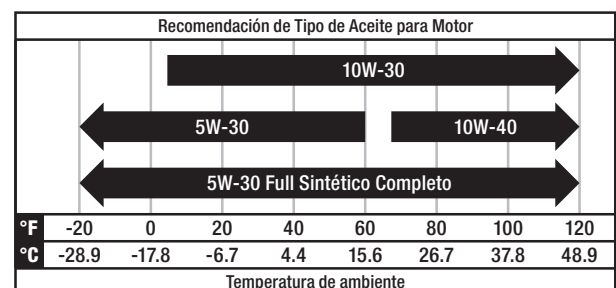 Recomendación de Tipo de Aceite para Motor
10W-30
5W-30 10W-40
5W-30 Full Sintético Completo
°F -20 0 20 40 60 80 100 120
°C -28.9 -17.8 -6.7 4.4 15.6 26.7 37.8 48.9
Temperatura de ambiente